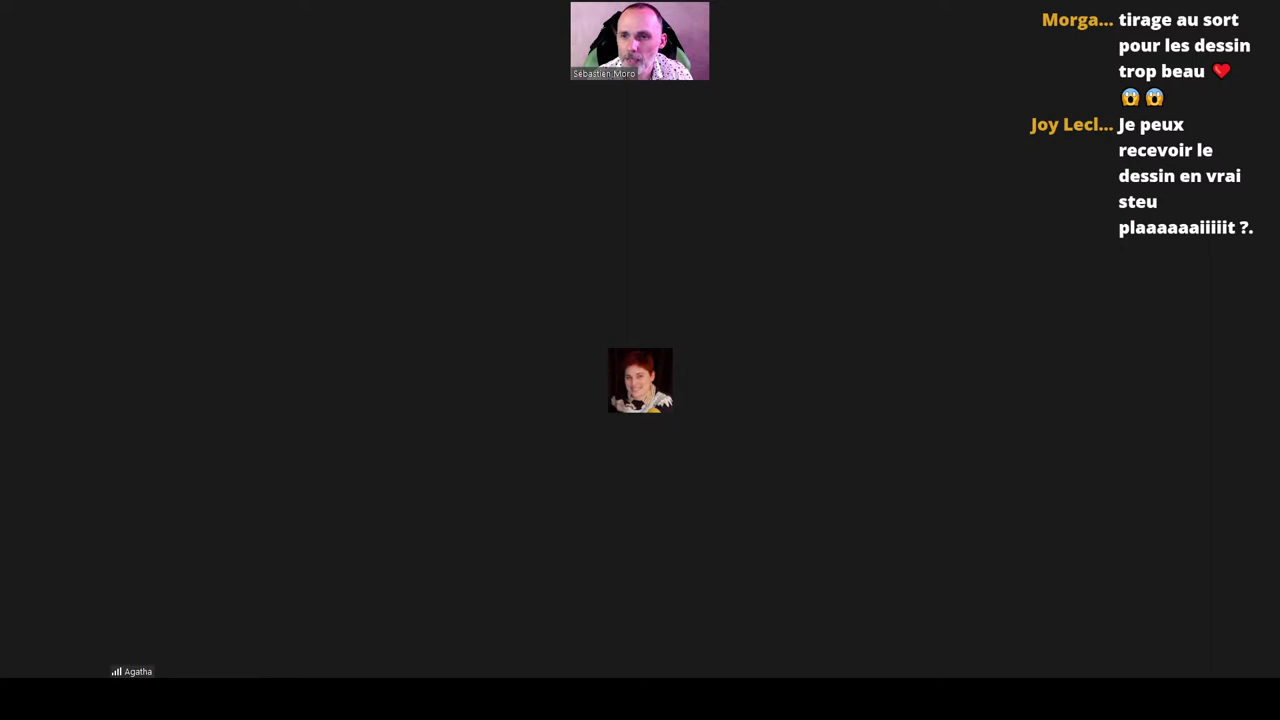 Sébastien Moro
Morga... tirage au sort
pour les dessin
trop beau ❤️
😱 😱
Joy Lecl... Je peux
recevoir le
dessin en vrai
steu
plaaaaaaiiiiit ?.
Agatha